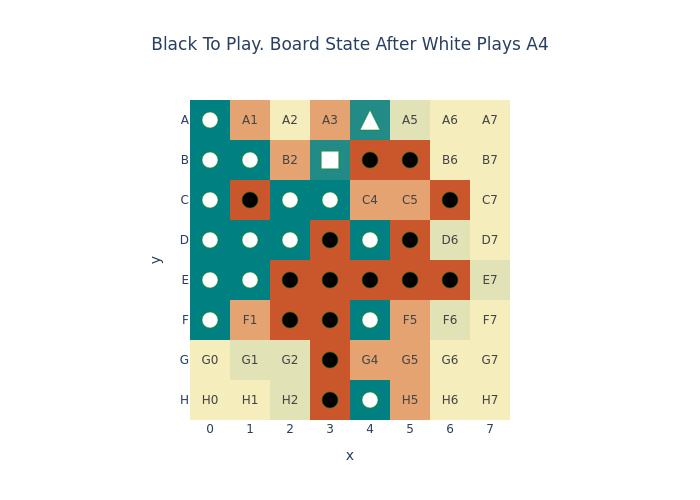 Black To Play. Board State After White Plays A4
A A1 A2 A3 A5 A6 A7
B B2 B6 B7
C C4 C5 C7
D D6 D7
E E7
F F1 F5 F6 F7
G G0 G1 G2 G4 G5 G6 G7
H H0 H1 H2 H5 H6 H7
0 1 2 3 4 5 6 7
x
y